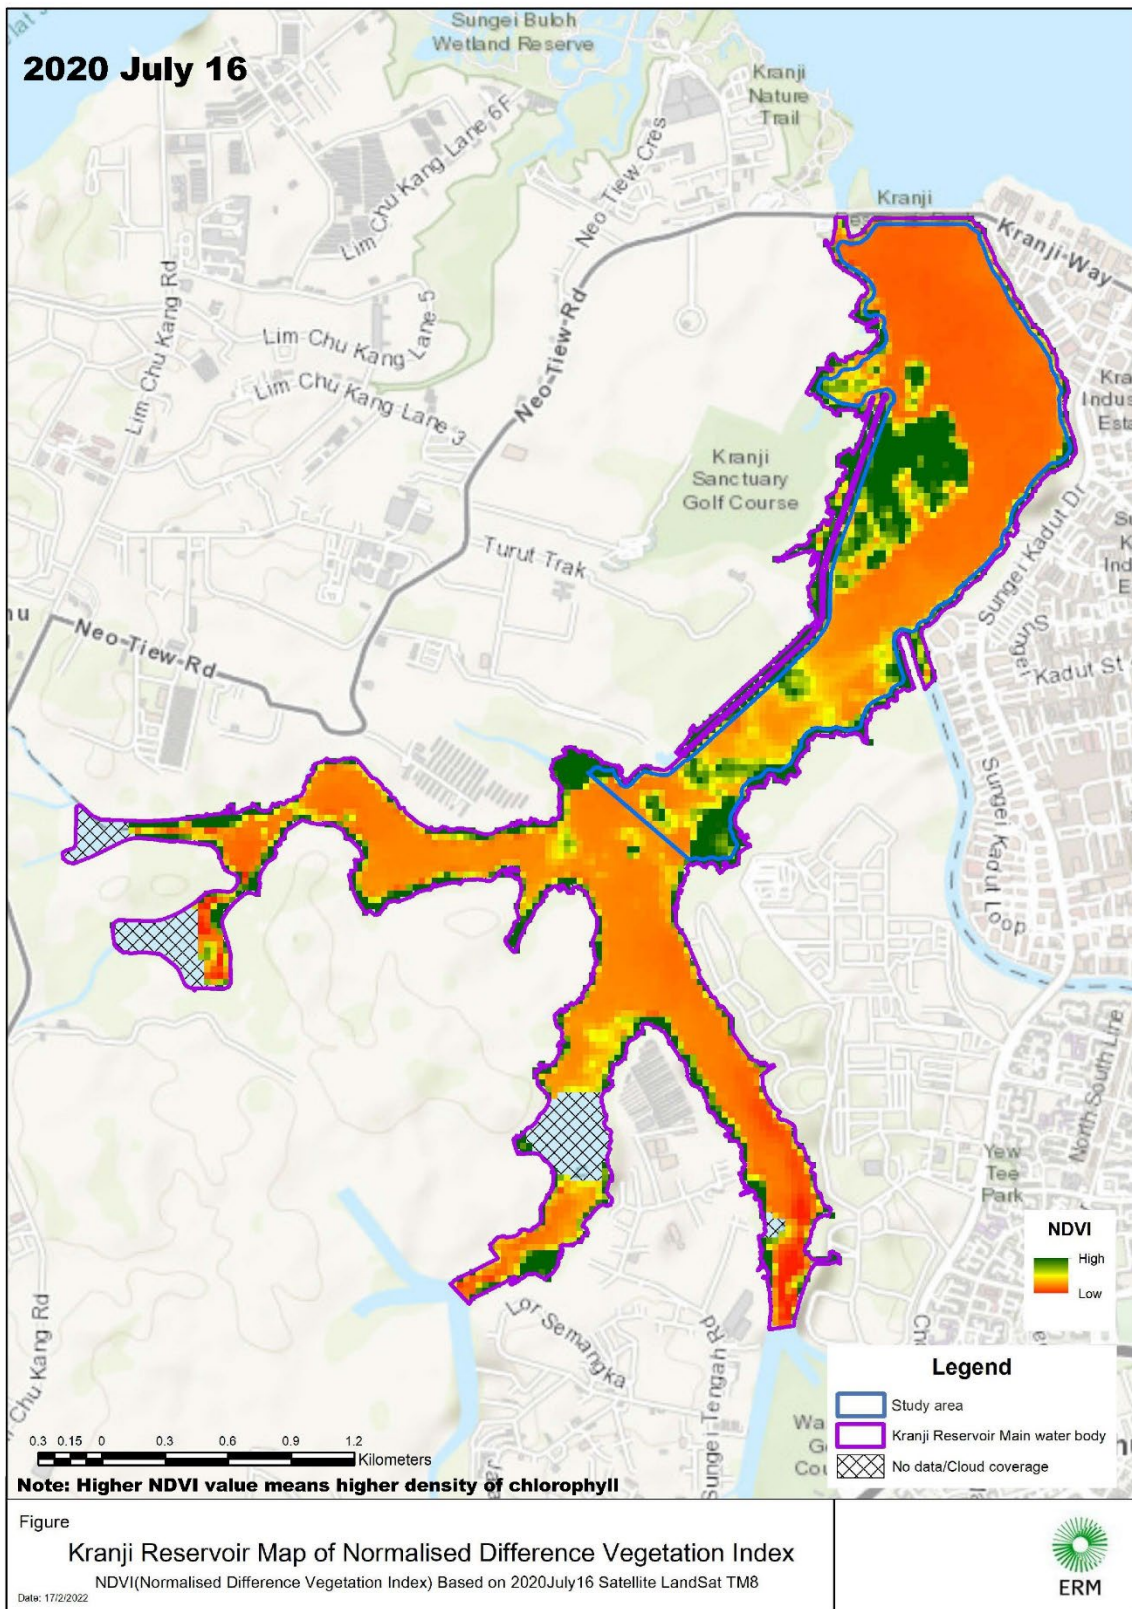 Sungei Buloh
Wetland Reserve
2020 July 16
Kranji
Nature
Trail
Lim Chu Kang Lane 6F
Neo Tiew Cres
Kranji
Kranji Way
Lim Chu Kang Rd
Lim Chu Kang Lane 5
Neo-Tiew-Rd
Lim Chu Kang Lane 3
Kranji
Sanctuary
Golf Course
Sungei Kadut Dr
Turut Trak
Neo-Tiew-Rd
Kadut St
Sungei Kadut Loop
North South Line
Yew
Tee
Park
NDVI
High
Low
Lor Semangka
Sungei Tengah Rd
Chu Kang Rd
Legend
Study area
Kranji Reservoir Main water body
No data/Cloud coverage
0.3 0.15 0 0.3 0.6 0.9 1.2
Kilometers
Note: Higher NDVI value means higher density of chlorophyll
Figure
Kranji Reservoir Map of Normalised Difference Vegetation Index
NDVI(Normalised Difference Vegetation Index) Based on 2020July16 Satellite LandSat TM8
Date: 17/2/2022
ERM